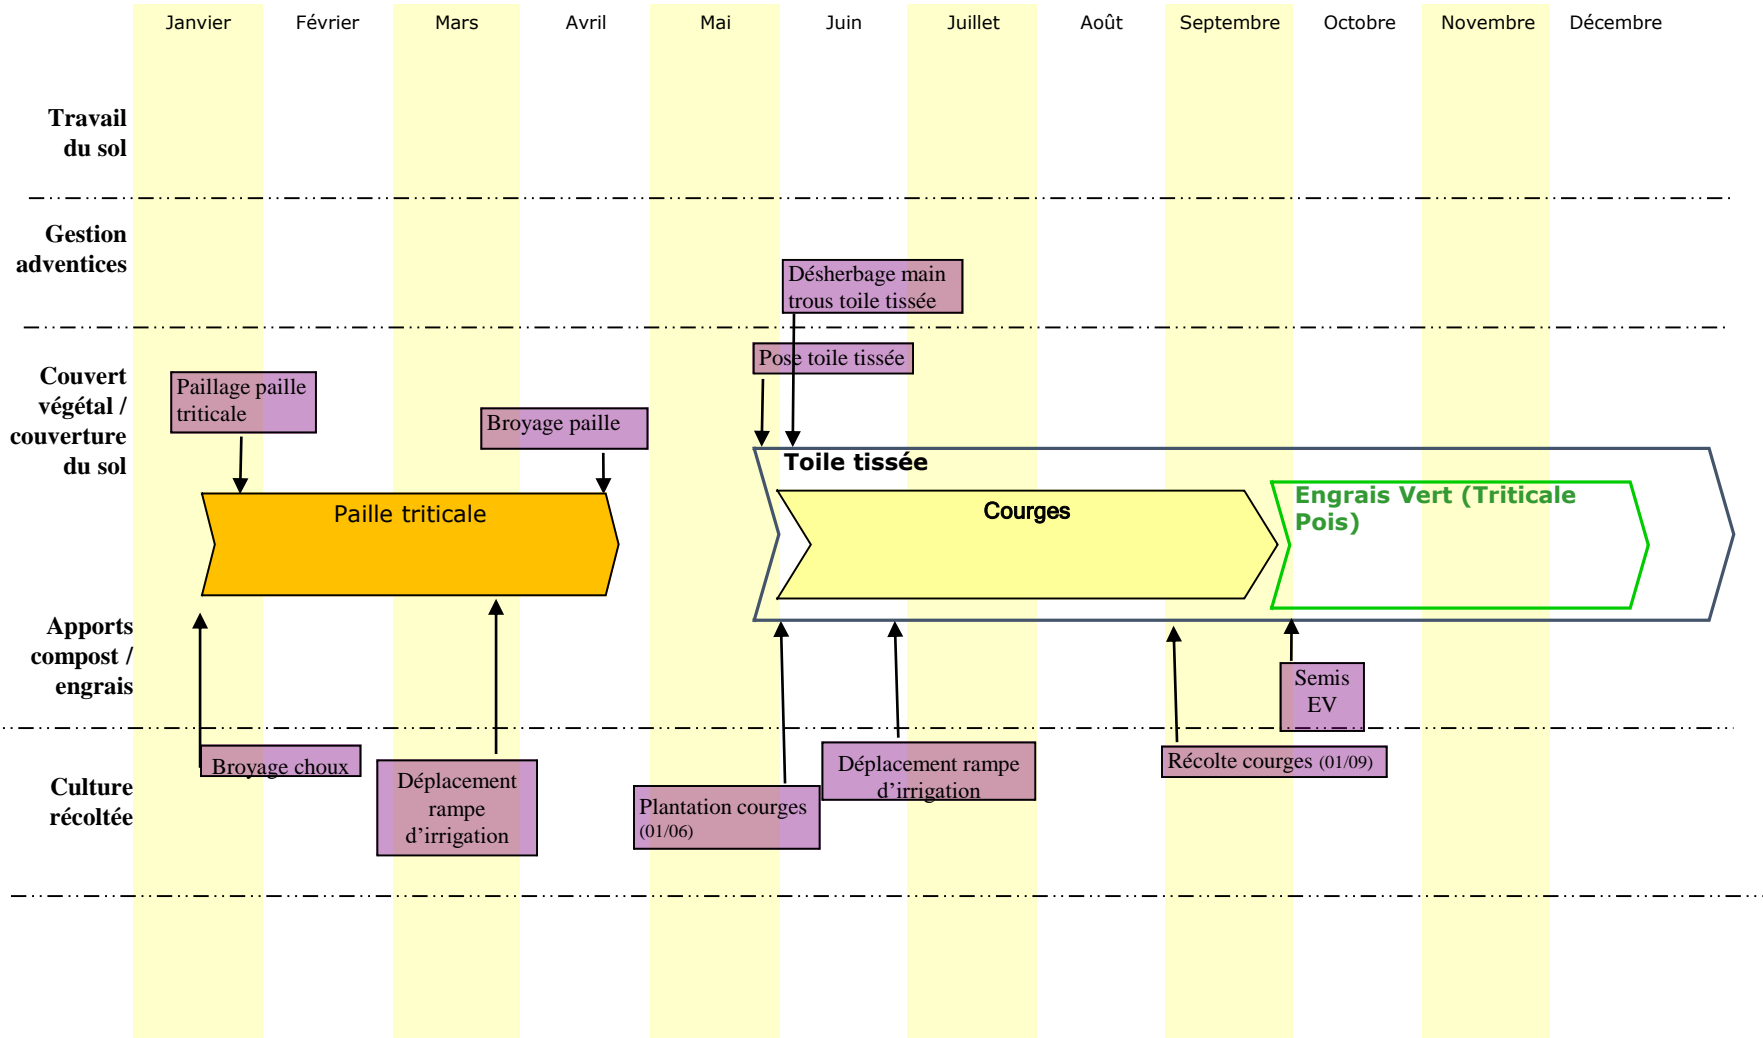 Janvier Février Mars Avril Mai Juin Juillet Août Septembre Octobre Novembre Décembre
Travail
du sol
Gestion
adventices
Désherbage main
trous toile tissée
Couvert
végétal /
couverture
du sol
Paillage paille
triticale
Broyage paille
Pose toile tissée
Toile tissée
Paille triticale
Courges
Engrais Vert (Triticale
Pois)
Apports
compost /
engrais
Semis
EV
Culture
récoltée
Broyage choux
Déplacement
rampe
d’irrigation
Plantation courges
(01/06)
Déplacement rampe
d’irrigation
Récolte courges (01/09)